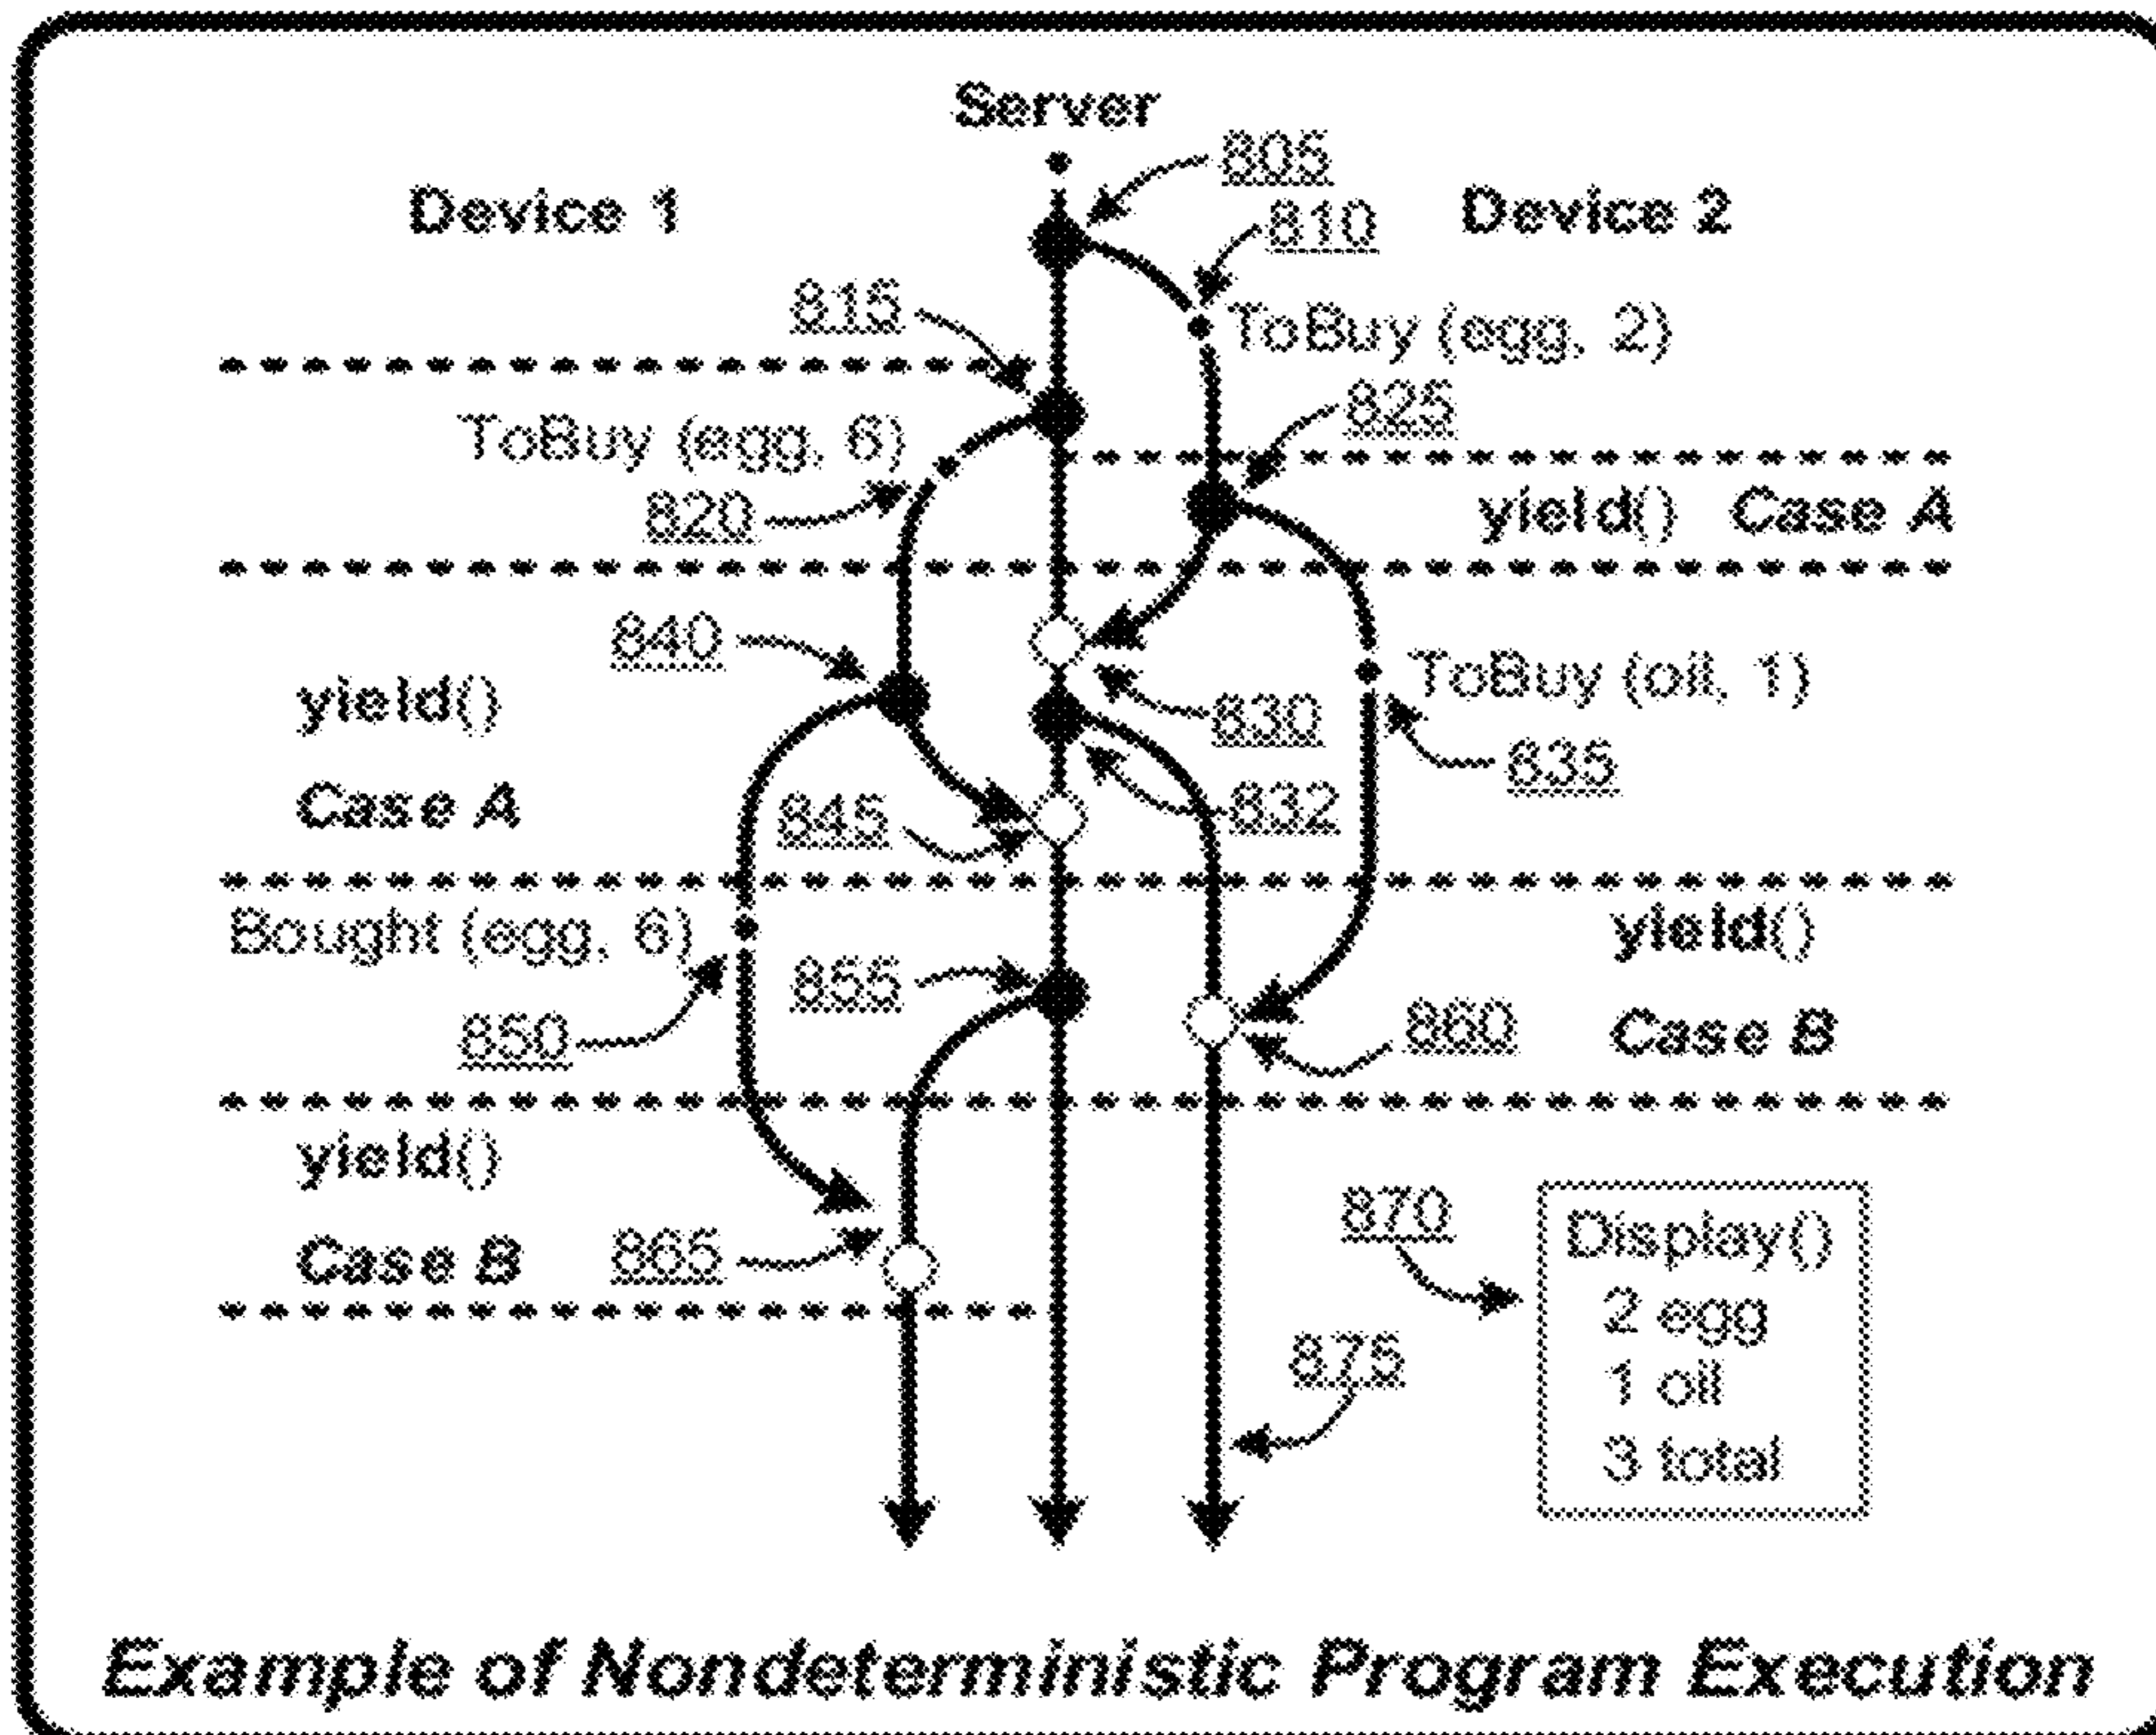 Server
805
Device 1
Device 2
810
815
ToBuy (egg, 2)
825
ToBuy (egg, 6)
820
yield() Case A
840
yield()
ToBuy (oil, 1)
830
835
Case A
845
832
Bought (egg, 6)
yield()
855
850
860
Case B
yield()
870
Display()
Case B
865
2 egg
875
1 oil
3 total
Example of Nondeterministic Program Execution